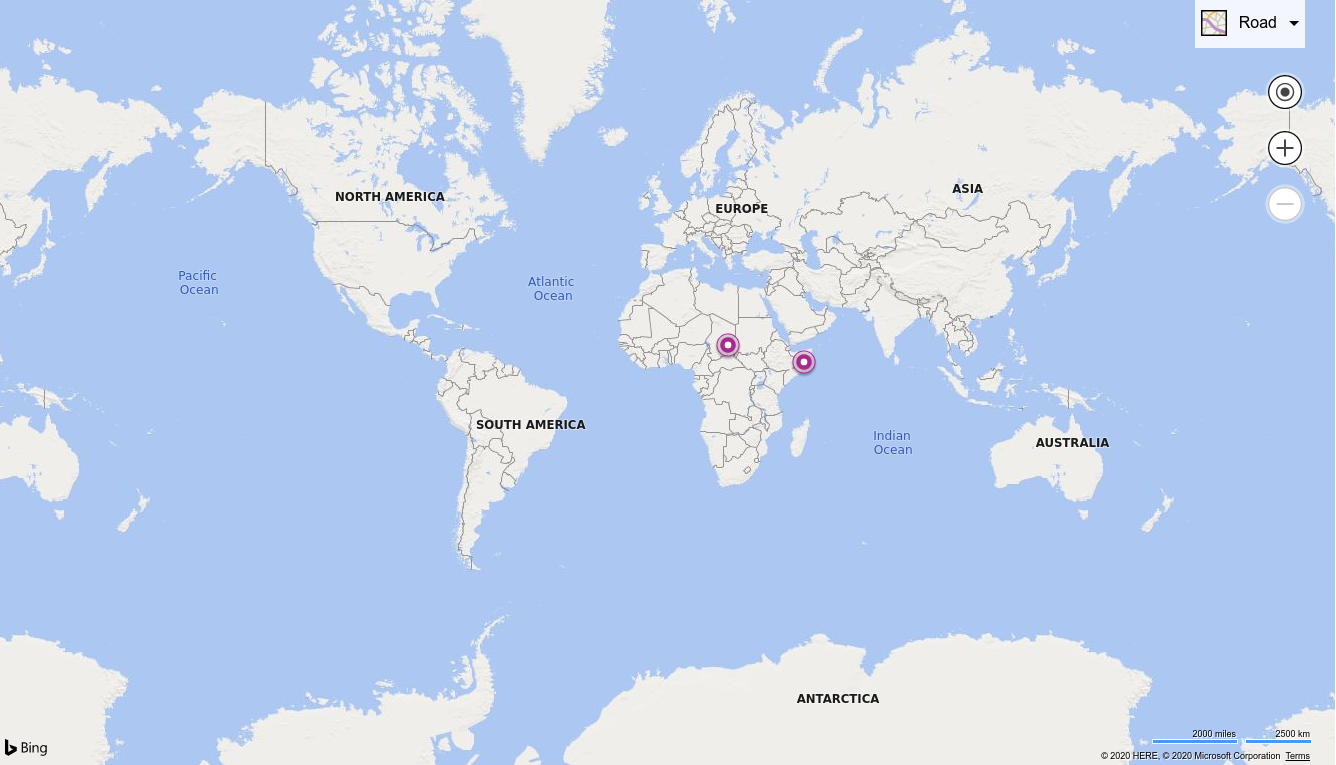 Road
ASIA
NORTH AMERICA
EUROPE
Pacific
Ocean
Atlantic
Ocean
SOUTH AMERICA
Indian
Ocean
AUSTRALIA
ANTARCTICA
2000 miles
2500 km
Bing
© 2020 HERE, © 2020 Microsoft Corporation Terms